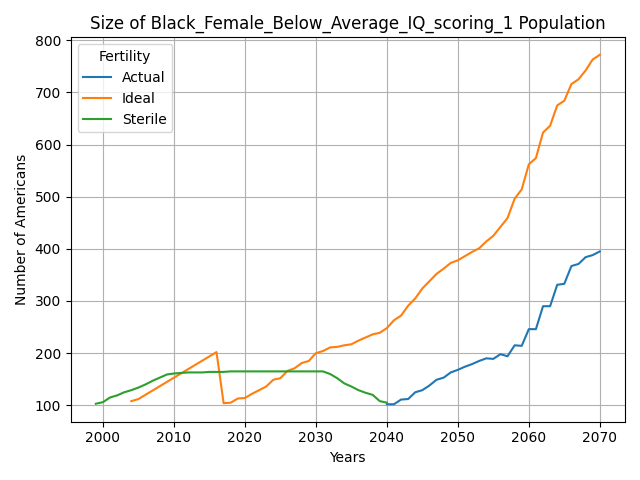 Size of Black_Female_Below_Average_IQ_scoring_1 Population
Fertility
Actual
Ideal
Sterile
Number of Americans
800
700
600
500
400
300
200
100
2000 2010 2020 2030 2040 2050 2060 2070
Years